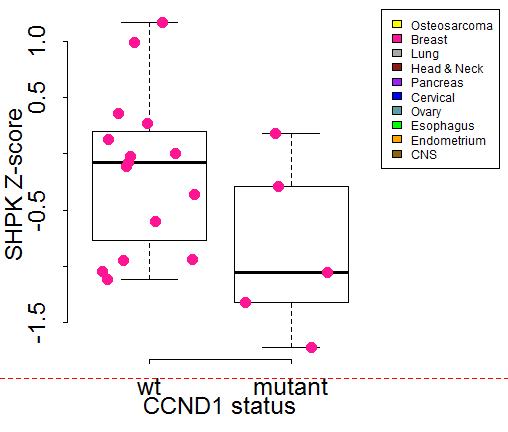 SHPK Z-score
1.0
0.5
-0.5
-1.5
wt mutant
CCND1 status
Osteosarcoma
Breast
Lung
Head & Neck
Pancreas
Cervical
Ovary
Esophagus
Endometrium
CNS